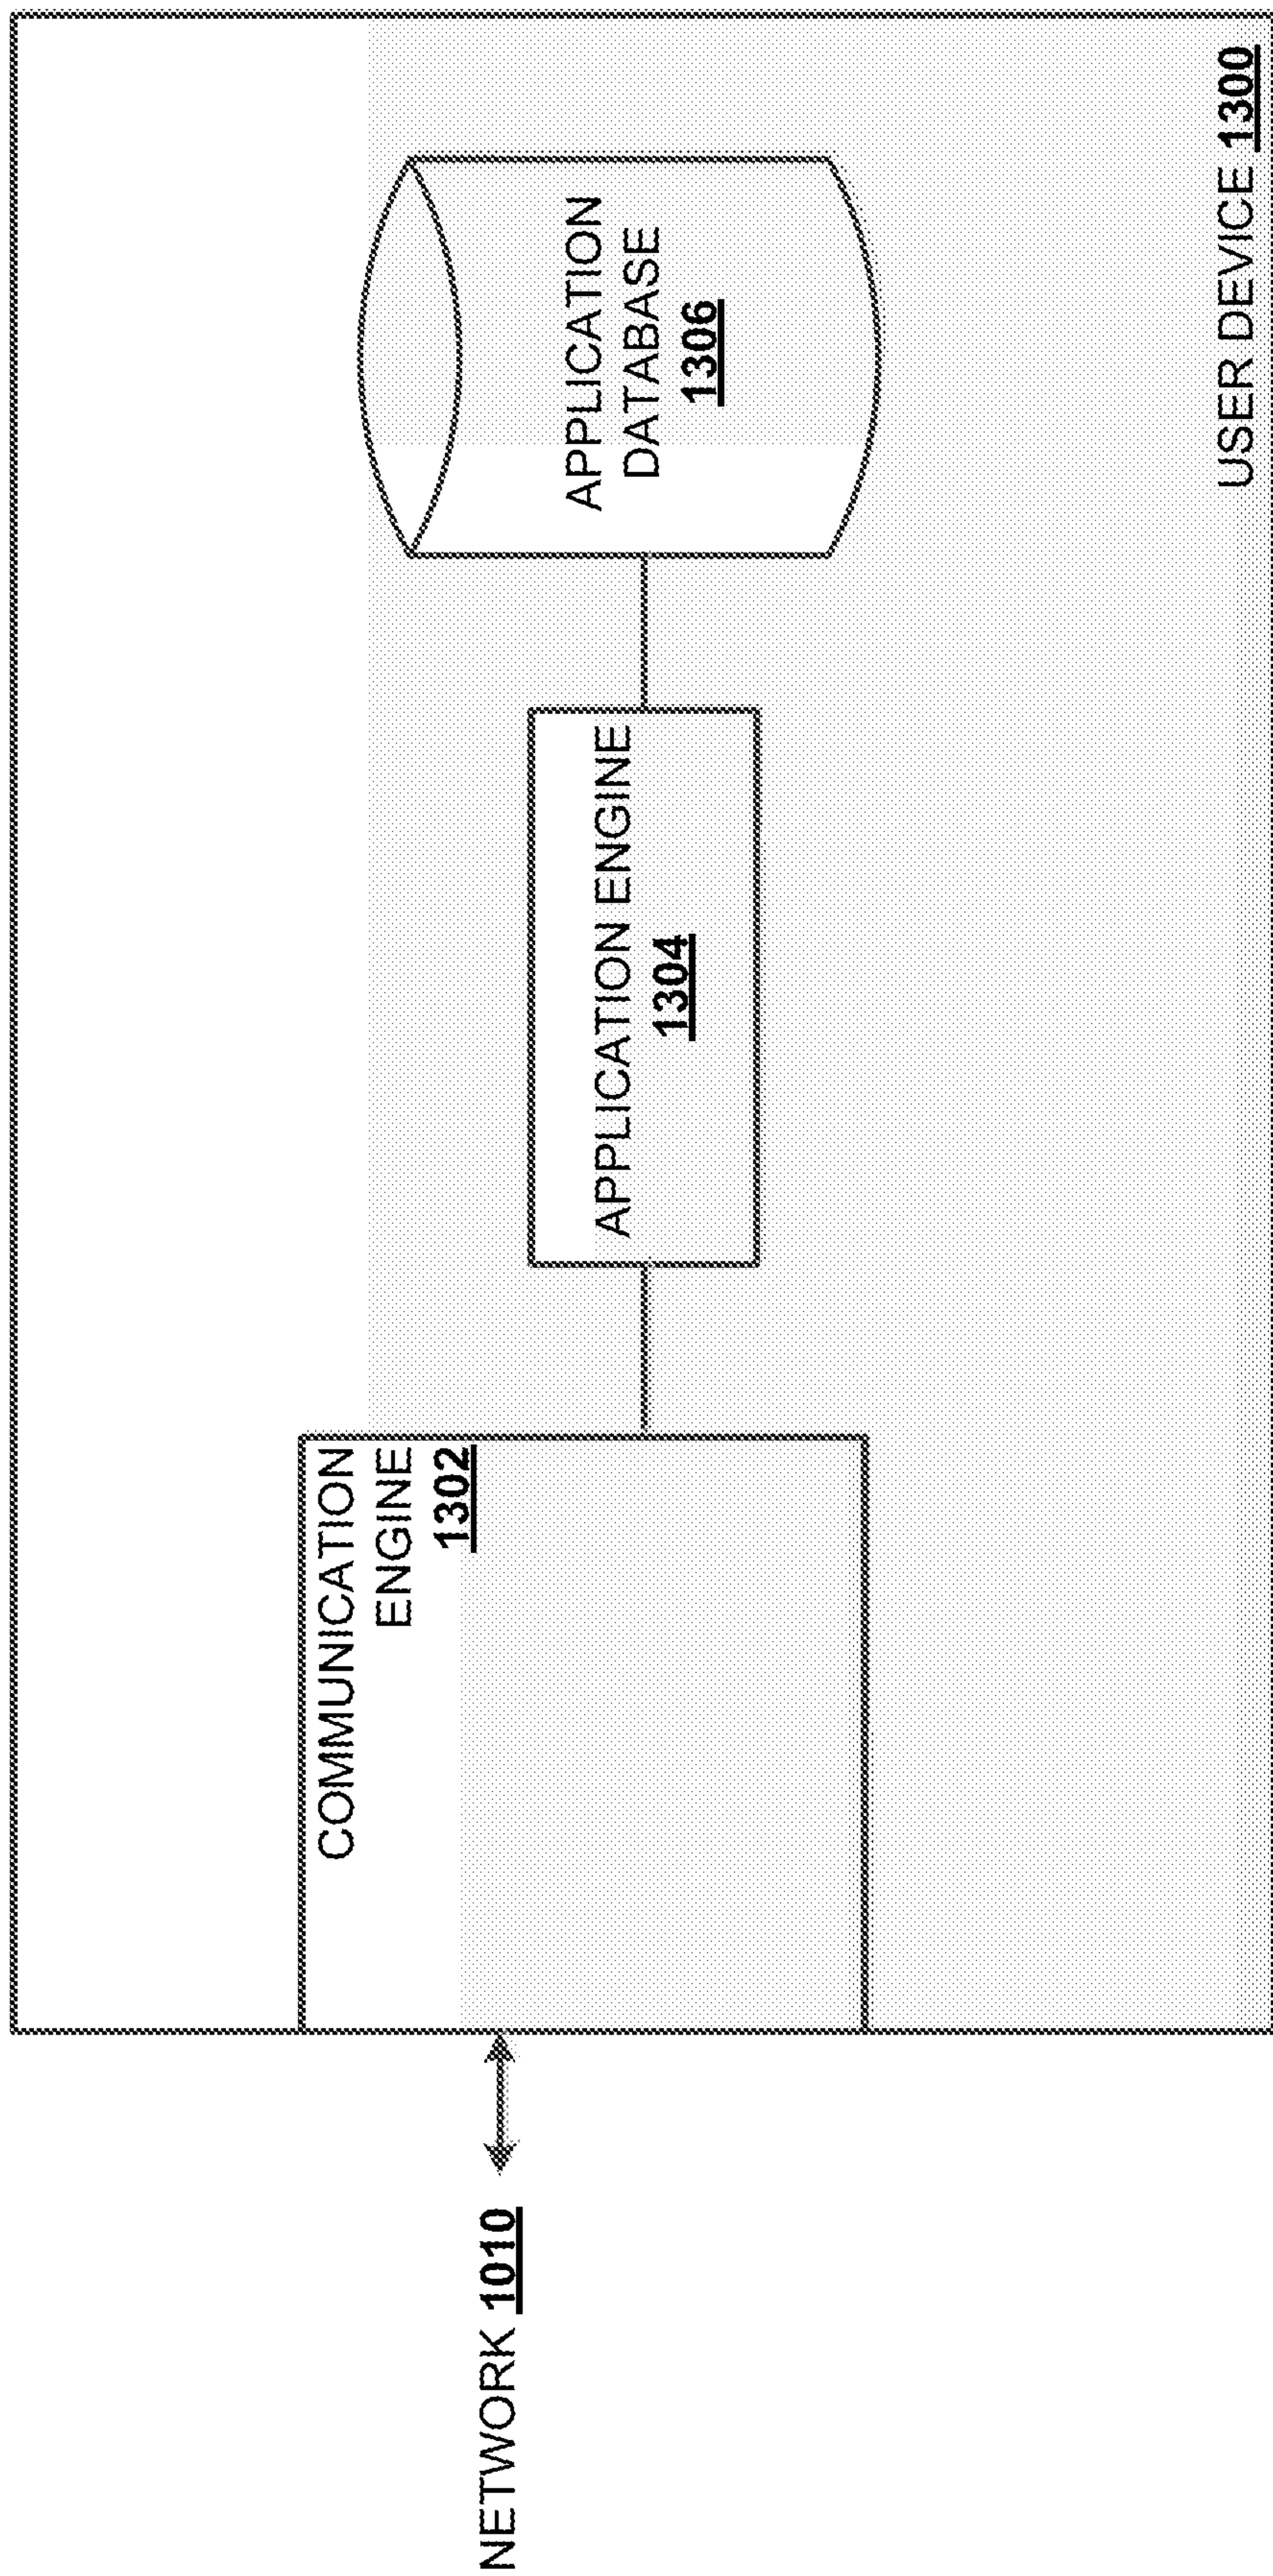 NETWORK 1010
COMMUNICATION
ENGINE
1302
APPLICATION ENGINE
1304
APPLICATION
DATABASE
1306
USER DEVICE 1300